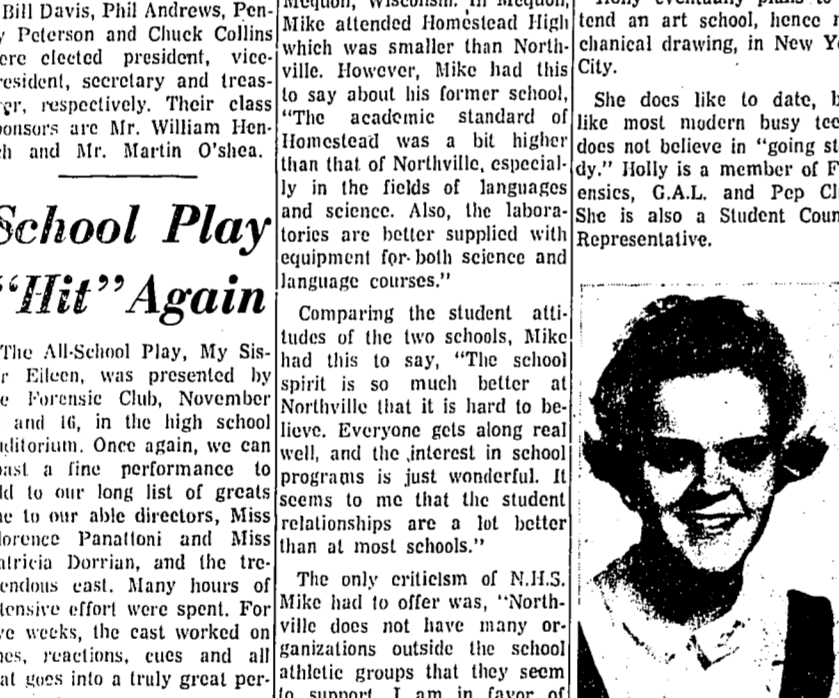 Bill Davis, Phil Andrews, Pen-
Peterson and Chuck Collins
elected president, vice-
secretary and treas-
respectively. Their class
are Mr. William Hen-
and Mr. Martin O'shea.
School Play
"Hit" Again
The All-School Play, My Sis-
Eileen, was presented by
Forensic Club, November
and 16, in the high school
Once again, we can
a fine performance to
to our long list of greats
to our able directors, Miss
Panattoni and Miss
Dorrian, and the tre-
cast. Many hours of
effort were spent. For
weeks, the cast worked on
reactions, cues and all
goes into a truly great per-
Mequon, Wisconsin. In Mequon,
Mike attended Homestead High
which was smaller than North-
ville. However, Mike had this
to say about his former school,
"The academic standard of
Homestead was a bit higher
than that of Northville, especial-
ly in the fields of languages
and science. Also, the labora-
tories are better supplied with
equipment for both science and
language courses."
Comparing the student atti-
tudes of the two schools, Mike
had this to say, "The school
spirit is so much better at
Northville that it is hard to be-
lieve. Everyone gets along real
well, and the interest in school
programs is just wonderful. It
seems to me that the student
relationships are a lot better
than at most schools."
The only criticism of N.H.S.
Mike had to offer was, "North-
ville does not have many or-
ganizations outside the school
athletic groups that they seem
to support. I am in favor of
Holly eventually plans to
tend an art school, hence
chanical drawing, in New
City.
She does like to date,
like most modern busy
does not believe in "going
dy." Holly is a member of
ensics, G.A.L. and Pep
She is also a Student
Representative.